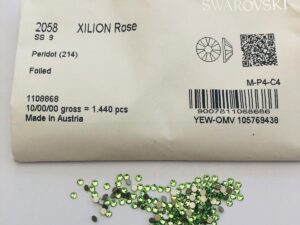 SWAROVSKI
2058 XILION Rose
SS 9
Peridot (214)
Foiled
M-P4-C4
1108868
10/00/00 gross = 1.440 pcs
Made in Austria
YEW-OMV 105769438